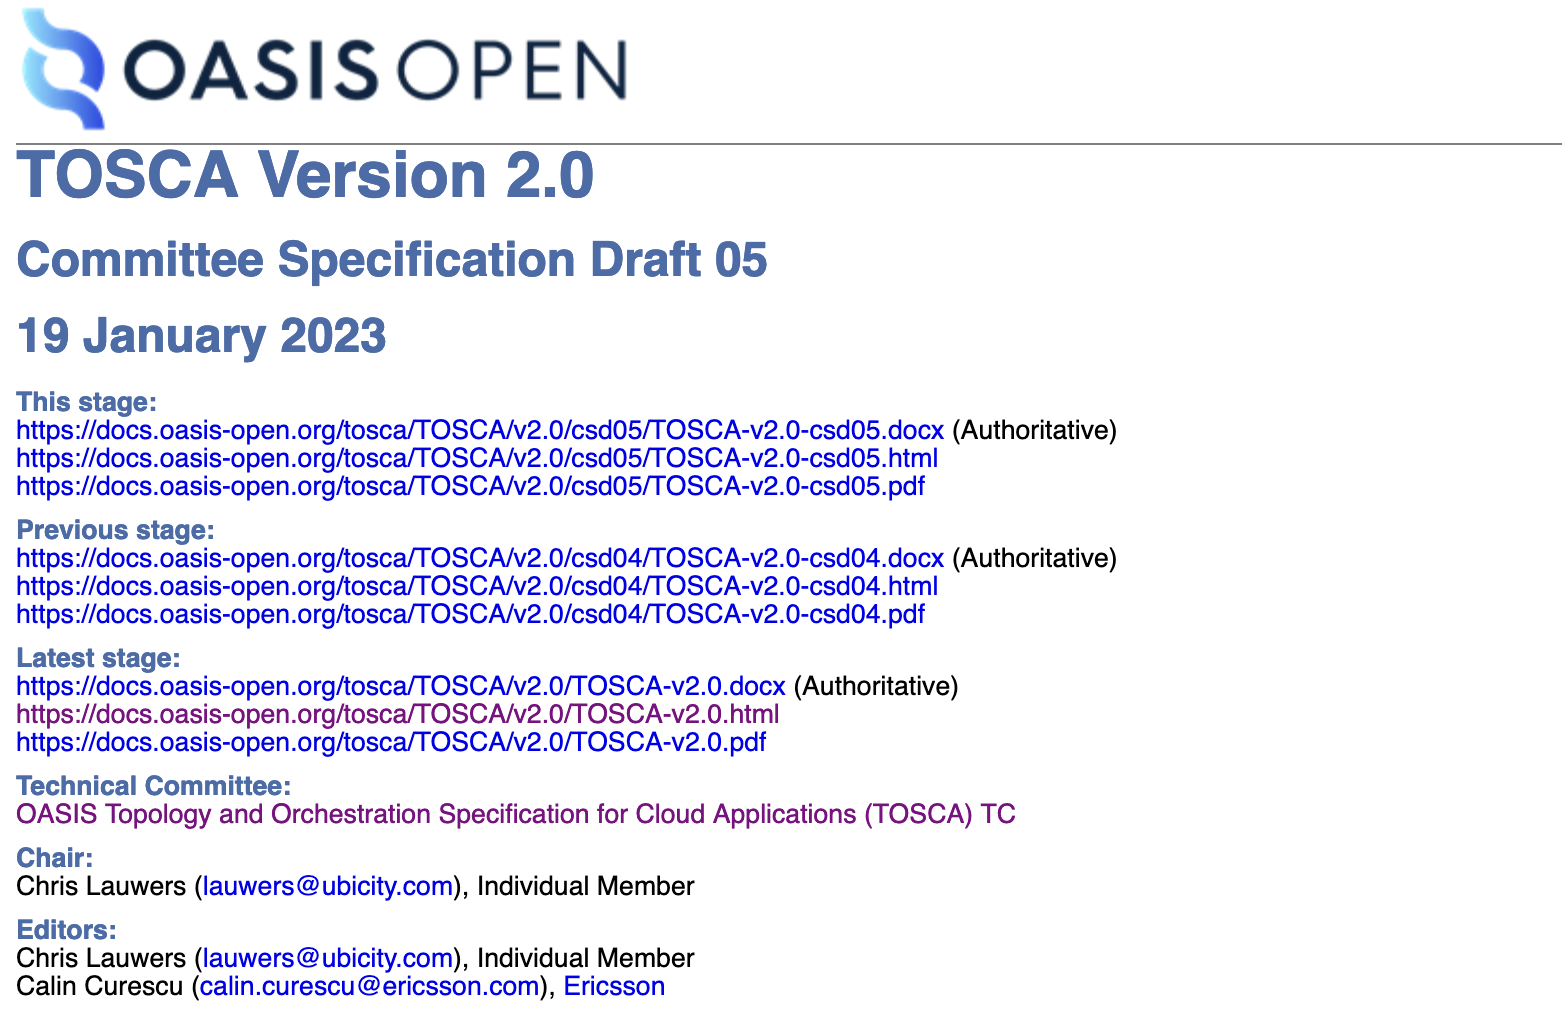 OASIS OPEN
TOSCA Version 2.0
Committee Specification Draft 05
19 January 2023
This stage:
https://docs.oasis-open.org/tosca/TOSCA/v2.0/csd05/TOSCA-v2.0-csd05.docx (Authoritative)
https://docs.oasis-open.org/tosca/TOSCA/v2.0/csd05/TOSCA-v2.0-csd05.html
https://docs.oasis-open.org/tosca/TOSCA/v2.0/csd05/TOSCA-v2.0-csd05.pdf
Previous stage:
https://docs.oasis-open.org/tosca/TOSCA/v2.0/csd04/TOSCA-v2.0-csd04.docx (Authoritative)
https://docs.oasis-open.org/tosca/TOSCA/v2.0/csd04/TOSCA-v2.0-csd04.html
https://docs.oasis-open.org/tosca/TOSCA/v2.0/csd04/TOSCA-v2.0-csd04.pdf
Latest stage:
https://docs.oasis-open.org/tosca/TOSCA/v2.0/TOSCA-v2.0.docx (Authoritative)
https://docs.oasis-open.org/tosca/TOSCA/v2.0/TOSCA-v2.0.html
https://docs.oasis-open.org/tosca/TOSCA/v2.0/TOSCA-v2.0.pdf
Technical Committee:
OASIS Topology and Orchestration Specification for Cloud Applications (TOSCA) TC
Chair:
Chris Lauwers (lauwers@ubicity.com), Individual Member
Editors:
Chris Lauwers (lauwers@ubicity.com), Individual Member
Calin Curescu (calin.curescu@ericsson.com), Ericsson